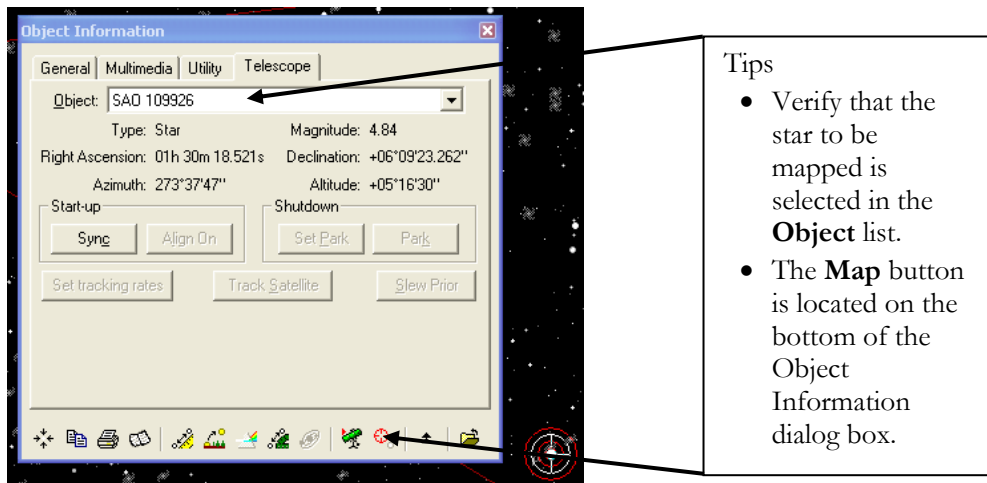 Object Information
General Multimedia Utility Telescope
Object: SAO 109926
Type: Star Magnitude: 4.84
Right Ascension: 01h 30m 18.521s Declination: +06°09'23.262"
Azimuth: 273°37'47" Altitude: +05°16'30"
Start-up Shutdown
Sync Align On Set Park Park
Set tracking rates Track Satellite Slew Prior
Tips
• Verify that the
star to be
mapped is
selected in the
Object list.
• The Map button
is located on the
bottom of the
Object
Information
dialog box.